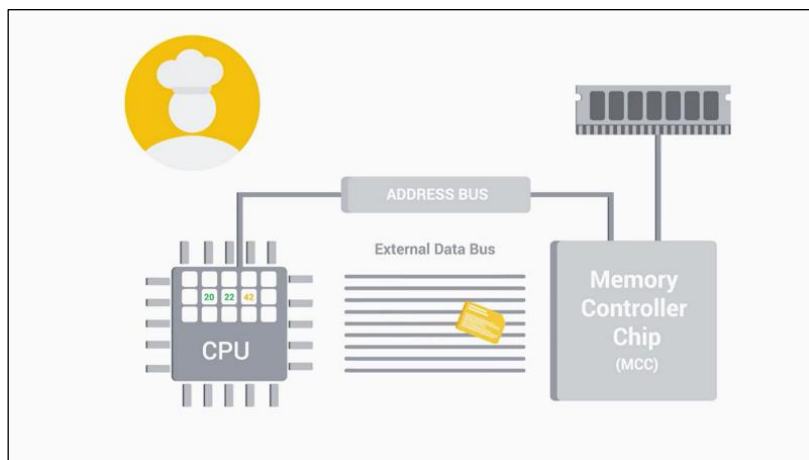 ADDRESS BUS
External Data Bus
20 22 42
CPU
Memory
Controller
Chip
(MCC)